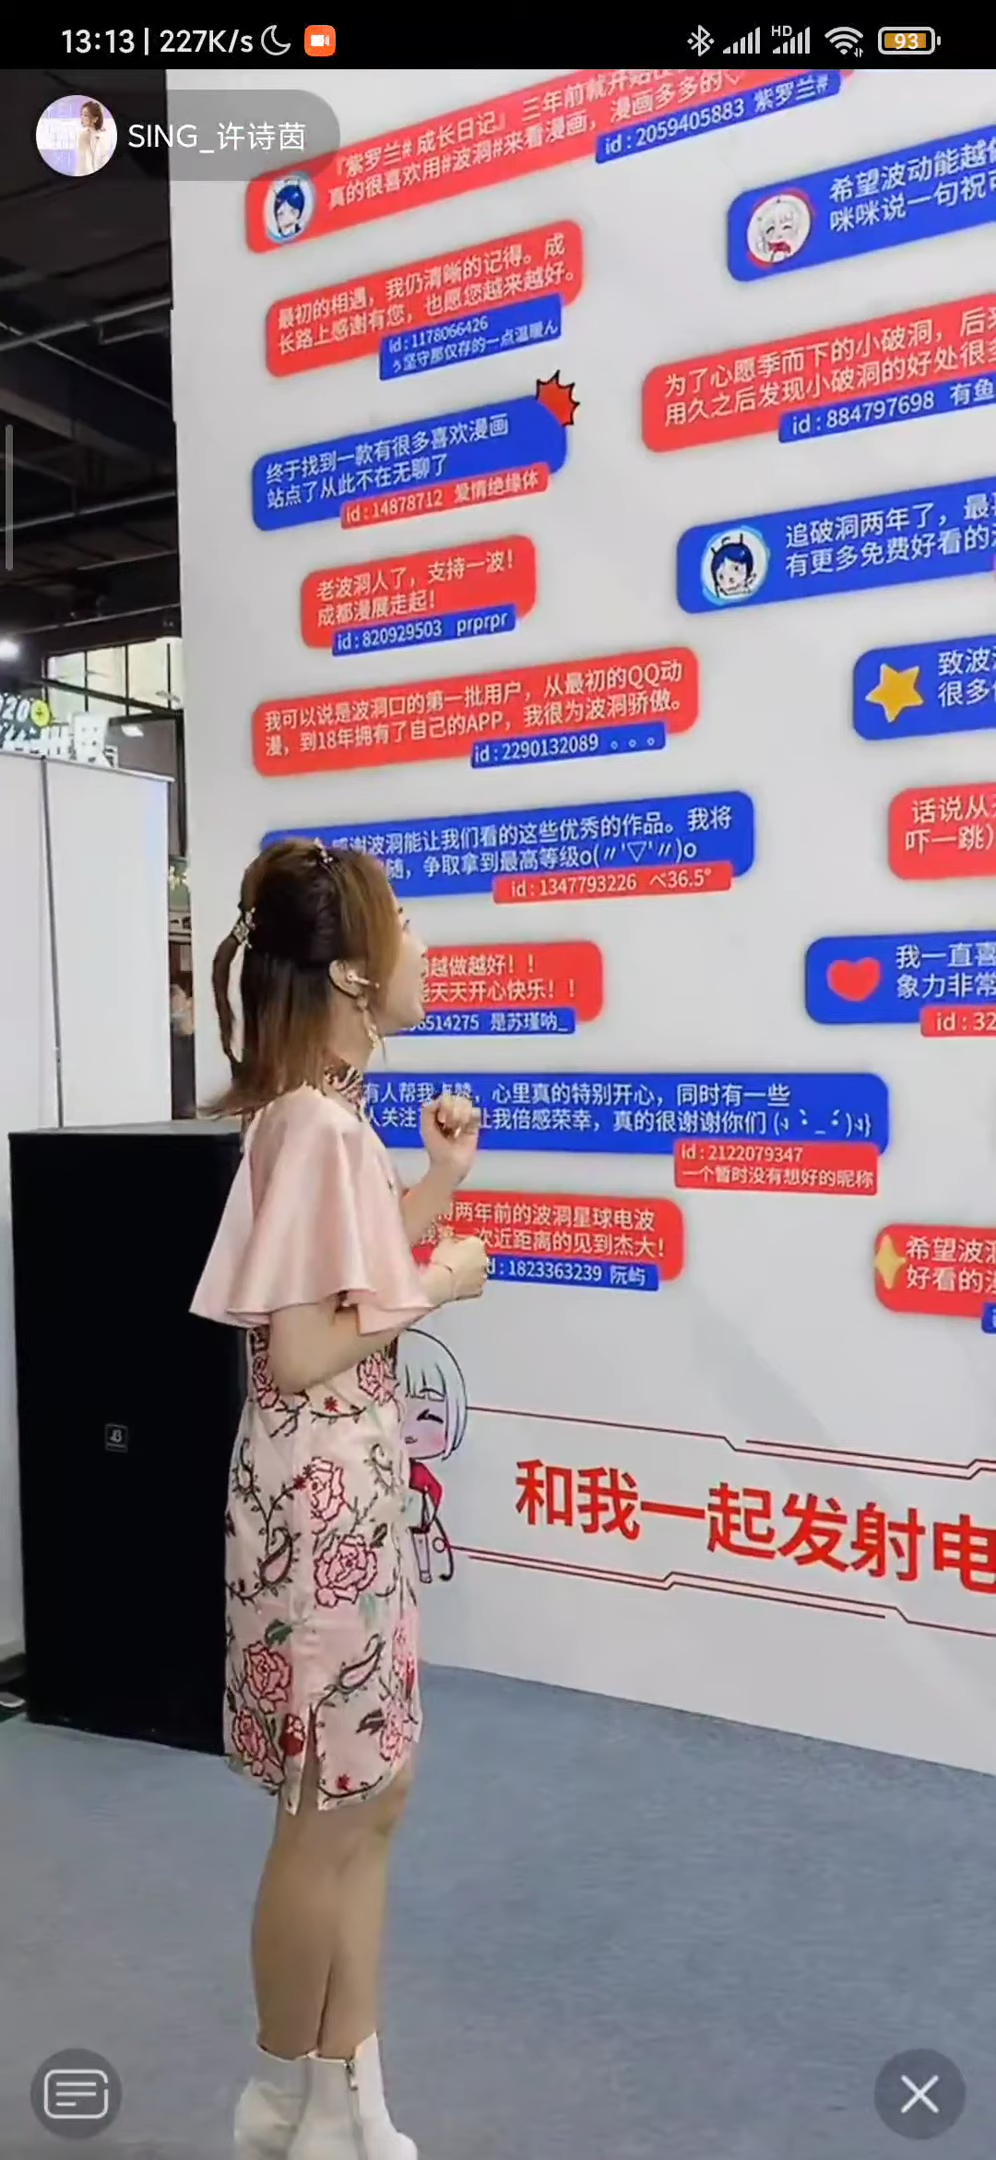 13:13 | 227K/s
HD
93
SING_许诗茵
『紫罗兰# 成长日记』三年前就开始在
真的很喜欢用#波洞#来看漫画，漫画多多的
id:2059405883 紫罗兰#
希望波动能越
咪咪说一句祝
最初的相遇，我仍清晰的记得。成
长路上感谢有您，也愿您越来越好。
id:1178066426
ぅ坚守那仅存的一点温暖ん
为了心愿季而下的小破洞，后
用久之后发现小破洞的好处很多
id:884797698 有鱼
终于找到一款有很多喜欢漫画
站点了从此不在无聊了
id:14878712 爱情绝缘体
追破洞两年了，最
有更多免费好看的
老波洞人了，支持一波！
成都漫展走起！
id:820929503 prprpr
致波
很多
我可以说是波洞口的第一批用户，从最初的QQ动
漫，到18年拥有了自己的APP，我很为波洞骄傲。
id:2290132089 。。。
话说从
吓一跳）
感谢波洞能让我们看的这些优秀的作品。我将
随，争取拿到最高等级o(〃'▽'〃)o
id:1347793226 べ36.5°
越做越好！！
能天天开心快乐！！
6514275 是苏瑾呐_
我一直喜
象力非常
id:32
有人帮我点赞，心里真的特别开心，同时有一些
人关注 让我倍感荣幸，真的很谢谢你们
id:2122079347
一个暂时没有想好的昵称
两年前的波洞星球电波
次近距离的见到杰大！
id:1823363239 阮屿
希望波洞
好看的
和我一起发射电